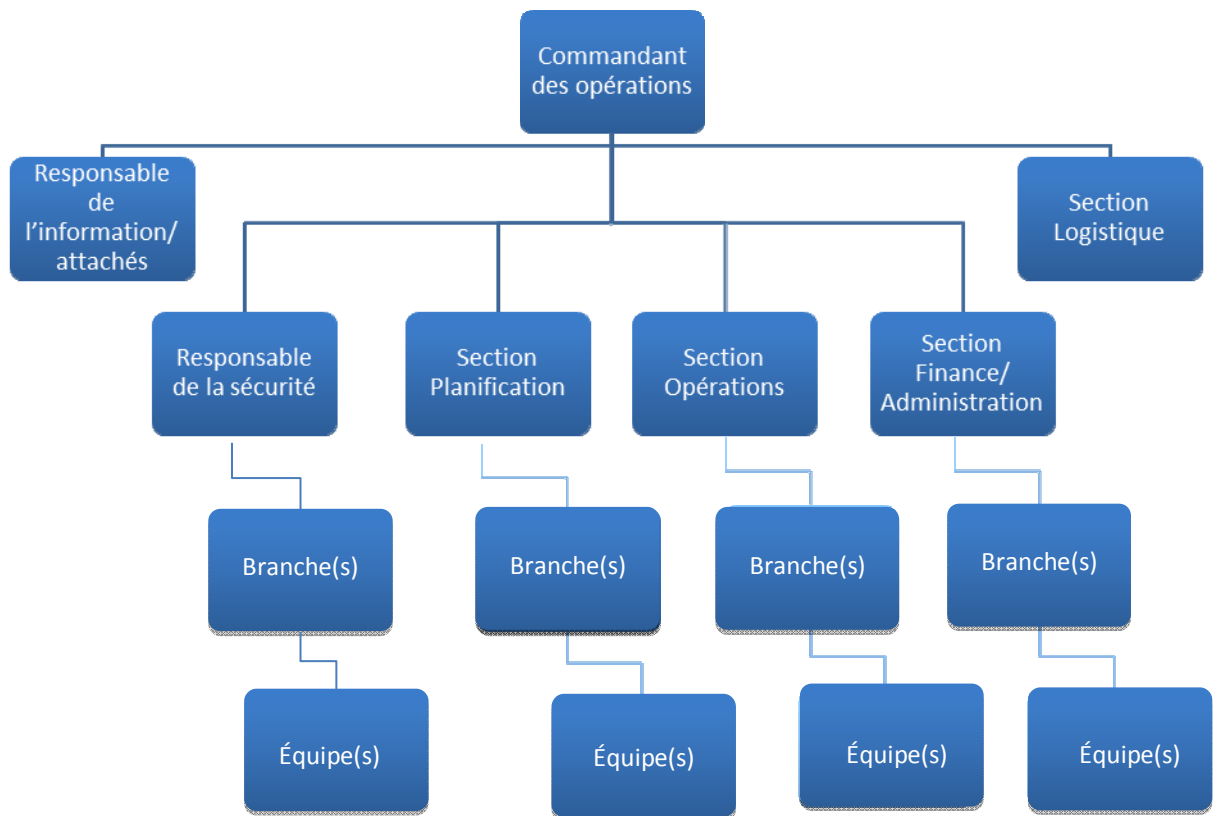 Commandant
des opérations
Responsable
de
l'information/
attachés
Section
Logistique
Responsable
de la sécurité
Section
Planification
Section
Opérations
Section
Finance/
Administration
Branche(s)
Branche(s)
Branche(s)
Branche(s)
Équipe(s)
Équipe(s)
Équipe(s)
Équipe(s)